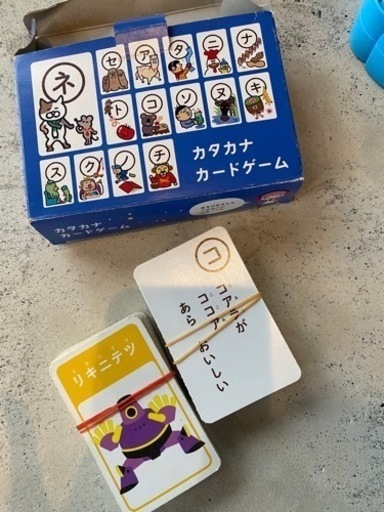 ネ
セ
ア
タ
ニ
ナ
ト
コ
ソ
ヌ
キ
ス
ク
ノ
チ
カタカナ
カードゲーム
カタカナ
カードゲーム
コ
コアラが
ココア
あら おいしい
リキニテツ